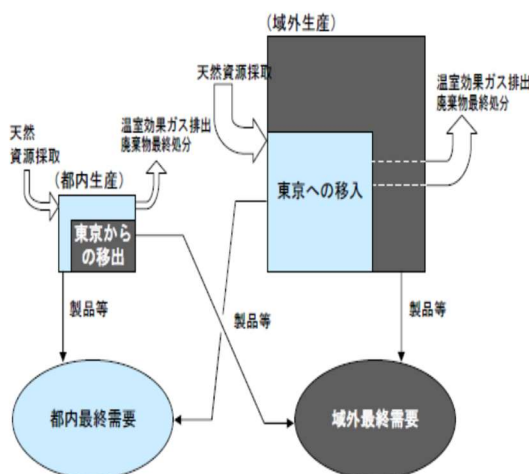 （域外生産）
天然資源採取
温室効果ガス排出
廃棄物最終処分
天然
資源採取
温室効果ガス排出
廃棄物最終処分
（都内生産）
東京への移入
東京から
の移出
製品等
製品等
製品等
都内最終需要
域外最終需要